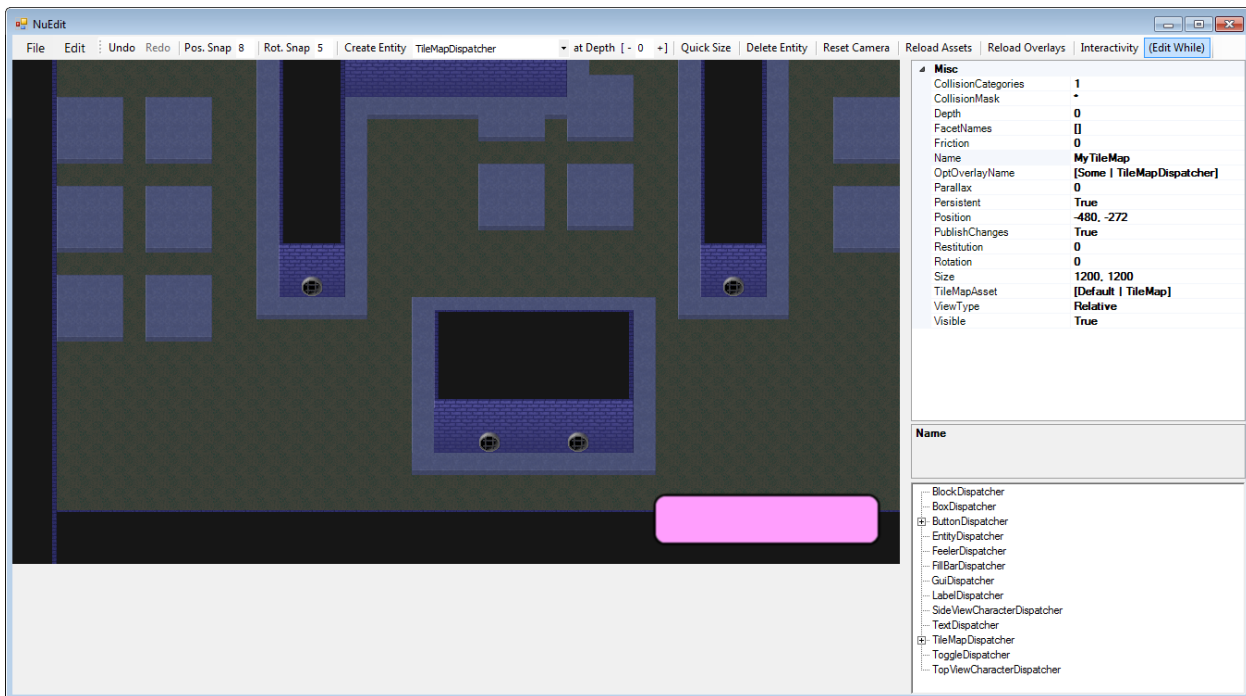 NuEdit
File Edit Undo Redo Pos. Snap 8 Rot. Snap 5 Create Entity TileMapDispatcher at Depth [ - 0 +] Quick Size Delete Entity Reset Camera Reload Assets Reload Overlays Interactivity (Edit While)
Misc
CollisionCategories 1
CollisionMask *
Depth 0
FacetNames []
Friction 0
Name MyTileMap
OptOverlayName [Some | TileMapDispatcher]
Parallax 0
Persistent True
Position -480, -272
PublishChanges True
Restitution 0
Rotation 0
Size 1200, 1200
TileMapAsset [Default | TileMap]
ViewType Relative
Visible True
Name
BlockDispatcher
BoxDispatcher
ButtonDispatcher
EntityDispatcher
FeelerDispatcher
FillBarDispatcher
GuiDispatcher
LabelDispatcher
SideViewCharacterDispatcher
TextDispatcher
TileMapDispatcher
ToggleDispatcher
TopViewCharacterDispatcher